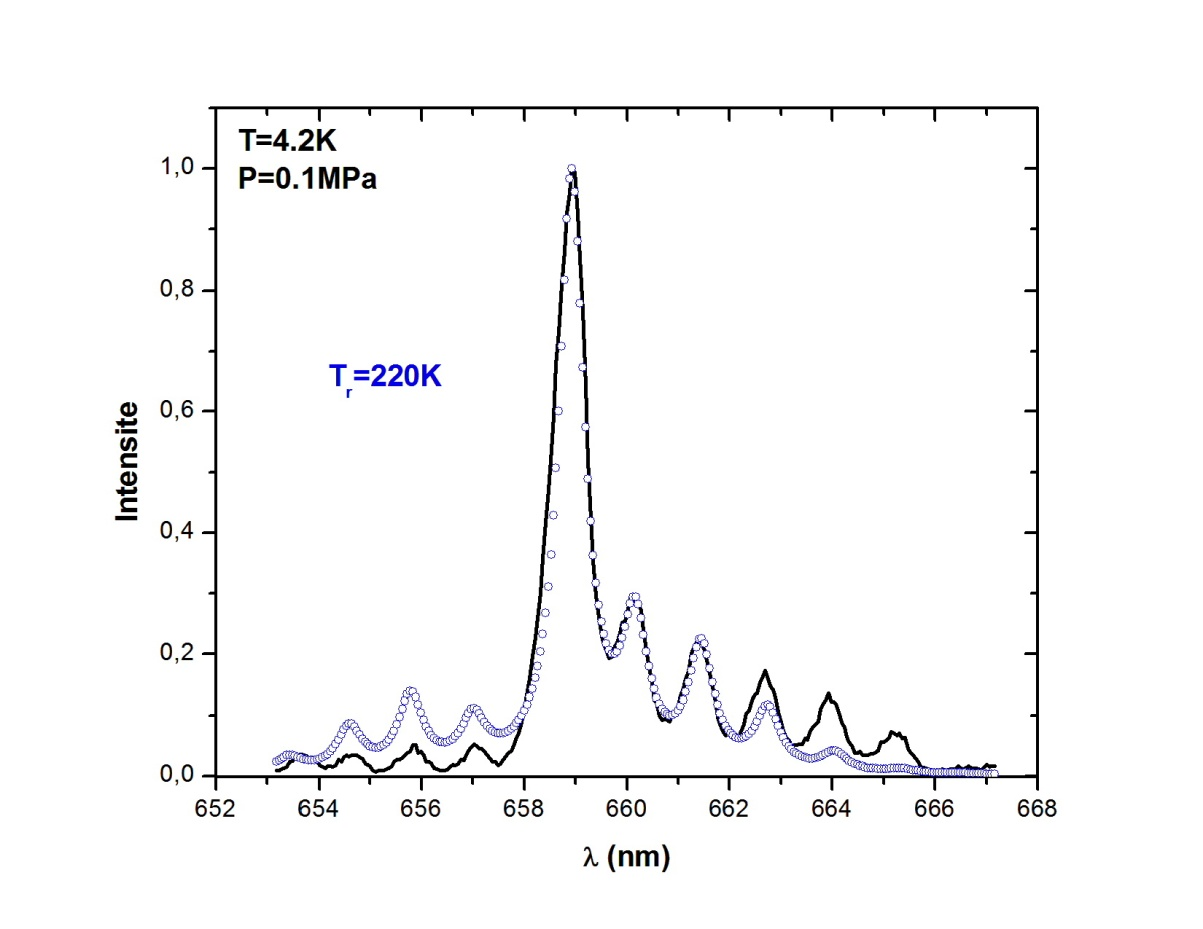 T=4.2K
P=0.1MPa
Tr=220K
Intensite
1,0
0,8
0,6
0,4
0,2
0,0
652 654 656 658 660 662 664 666 668
λ (nm)